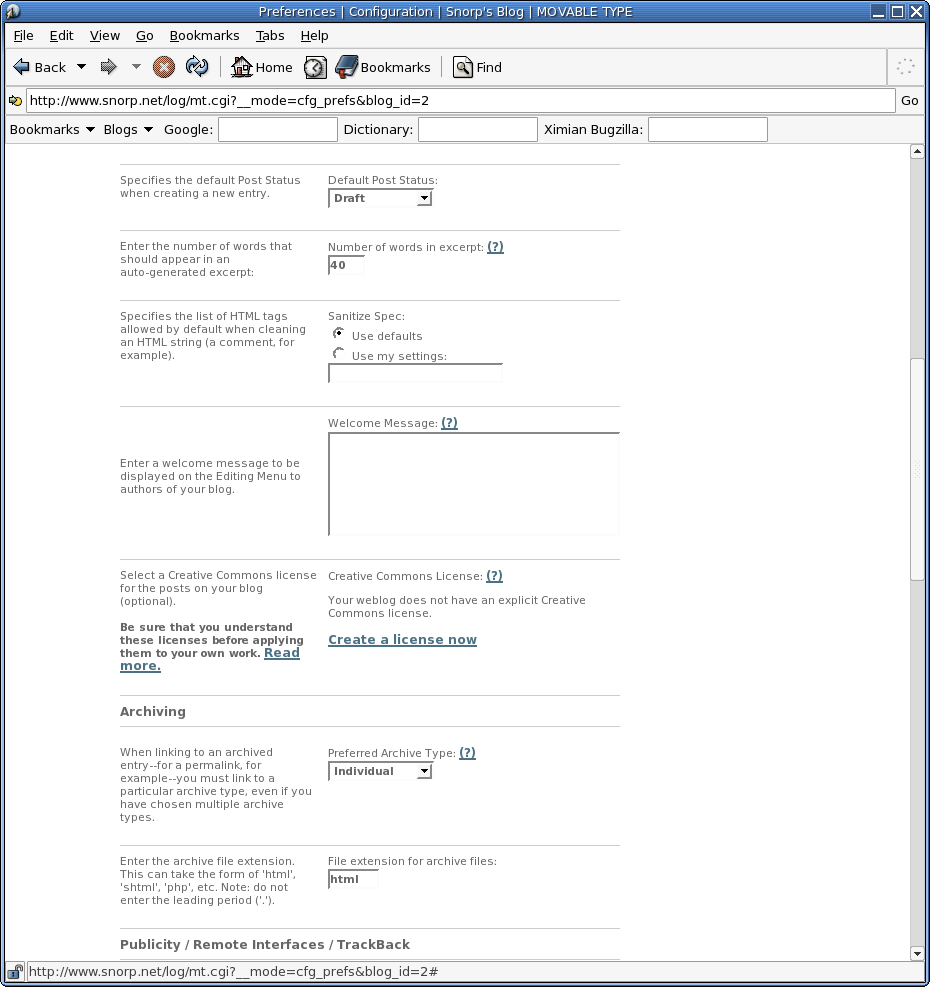 Preferences | Configuration | Snorp's Blog | MOVABLE TYPE
File Edit View Go Bookmarks Tabs Help
Back Home Bookmarks Find
http://www.snorp.net/log/mt.cgi?__mode=cfg_prefs&blog_id=2 Go
Bookmarks Blogs Google: Dictionary: Ximian Bugzilla:
Specifies the default Post Status
when creating a new entry.
Default Post Status:
Draft
Enter the number of words that
should appear in an
auto-generated excerpt:
Number of words in excerpt: (?)
40
Specifies the list of HTML tags
allowed by default when cleaning
an HTML string (a comment, for
example).
Sanitize Spec:
Use defaults
Use my settings:
Welcome Message: (?)
Enter a welcome message to be
displayed on the Editing Menu to
authors of your blog.
Select a Creative Commons license
for the posts on your blog
(optional).
Be sure that you understand
these licenses before applying
them to your own work. Read
more.
Creative Commons License: (?)
Your weblog does not have an explicit Creative
Commons license.
Create a license now
Archiving
When linking to an archived
entry--for a permalink, for
example--you must link to a
particular archive type, even if you
have chosen multiple archive
types.
Preferred Archive Type: (?)
Individual
Enter the archive file extension.
This can take the form of 'html',
'shtml', 'php', etc. Note: do not
enter the leading period ('.').
File extension for archive files:
html
Publicity / Remote Interfaces / TrackBack
http://www.snorp.net/log/mt.cgi?__mode=cfg_prefs&blog_id=2#